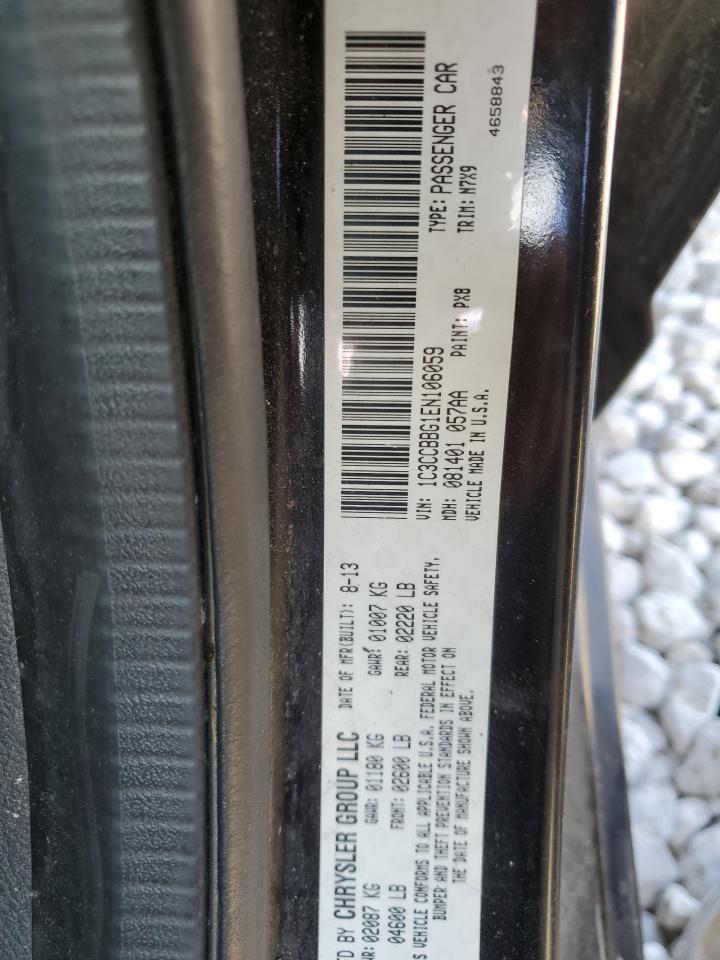 TD BY CHRYSLER GROUP LLC DATE OF MFR(BUILT): 8-13
WR: 02087 KG GAWR: 01180 KG GAWR: 01007 KG
04600 LB FRONT: 02600 LB REAR: 02220 LB
S VEHICLE CONFORMS TO ALL APPLICABLE U.S.A. FEDERAL MOTOR VEHICLE SAFETY,
BUMPER AND THEFT PREVENTION STANDARDS IN EFFECT ON
THE DATE OF MANUFACTURE SHOWN ABOVE.
VIN: 1C3CCBBG1EN106059 TYPE: PASSENGER CAR
MDH: 081401 057AA PAINT: PX8 TRIM: M7X9
VEHICLE MADE IN U.S.A.
4658843